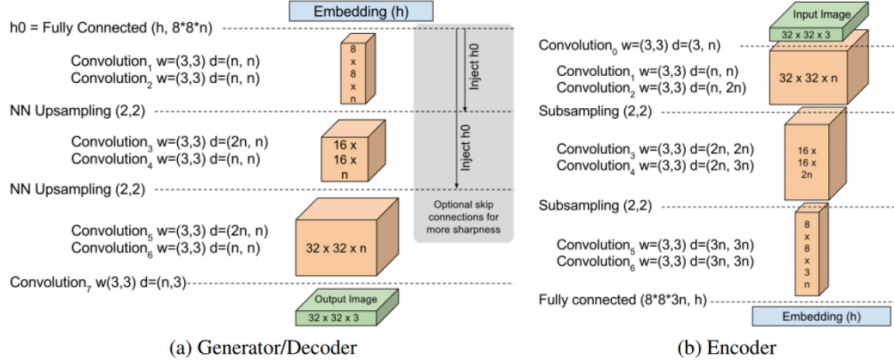 Embedding (h)
h0 = Fully Connected (h, 8*8*n)
Convolution₁ w=(3,3) d=(n, n)
Convolution₂ w=(3,3) d=(n, n)
8
x
8
x
n
Inject h0
NN Upsampling (2,2)
Convolution₃ w=(3,3) d=(2n, n)
Convolution₄ w=(3,3) d=(n, n)
16 x
16 x
n
Inject h0
NN Upsampling (2,2)
Optional skip
connections for
more sharpness
Convolution₅ w=(3,3) d=(2n, n)
Convolution₆ w=(3,3) d=(n, n)
32 x 32 x n
Convolution₇ w(3,3) d=(n,3)
Output Image
32 x 32 x 3
(a) Generator/Decoder
Input Image
32 x 32 x 3
Convolution₀ w=(3,3) d=(3, n)
Convolution₁ w=(3,3) d=(n, n)
Convolution₂ w=(3,3) d=(n, 2n)
32 x 32 x n
Subsampling (2,2)
Convolution₃ w=(3,3) d=(2n, 2n)
Convolution₄ w=(3,3) d=(2n, 3n)
16 x
16 x
2n
Subsampling (2,2)
Convolution₅ w=(3,3) d=(3n, 3n)
Convolution₆ w=(3,3) d=(3n, 3n)
8
x
8
x
3
n
Fully connected (8*8*3n, h)
Embedding (h)
(b) Encoder